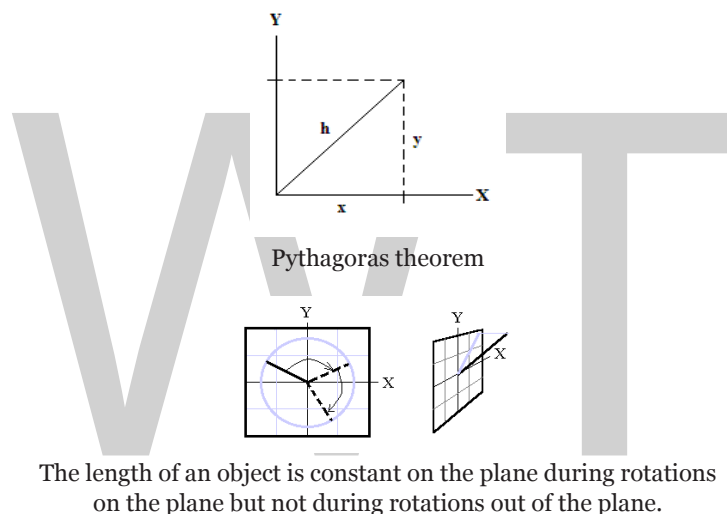 Y
h
y
X
x
Pythagoras theorem
Y
X
Y
X
The length of an object is constant on the plane during rotations
on the plane but not during rotations out of the plane.